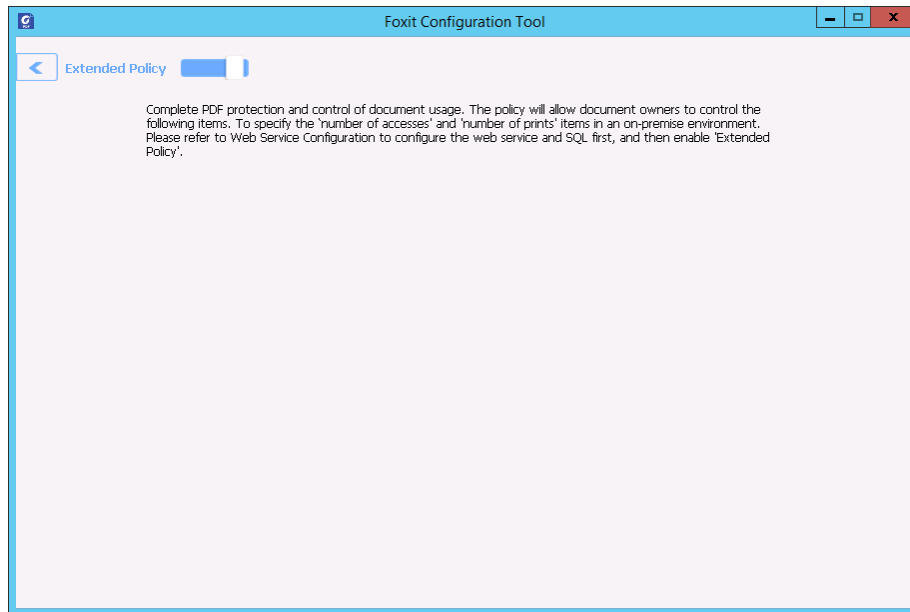 Foxit Configuration Tool
Extended Policy
Complete PDF protection and control of document usage. The policy will allow document owners to control the
following items. To specify the 'number of accesses' and 'number of prints' items in an on-premise environment.
Please refer to Web Service Configuration to configure the web service and SQL first, and then enable 'Extended
Policy'.